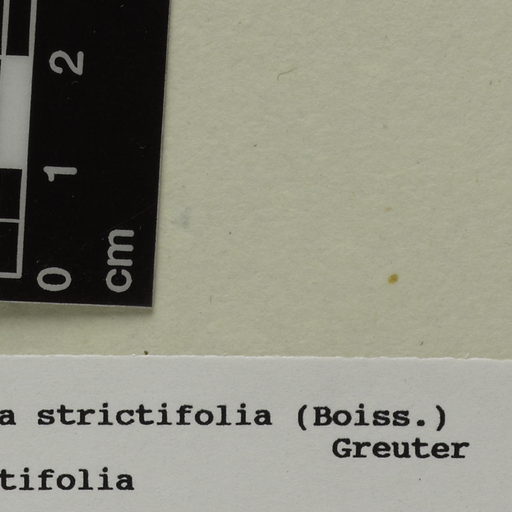 2
1
0
cm
a strictifolia (Boiss.)
Greuter
tifolia